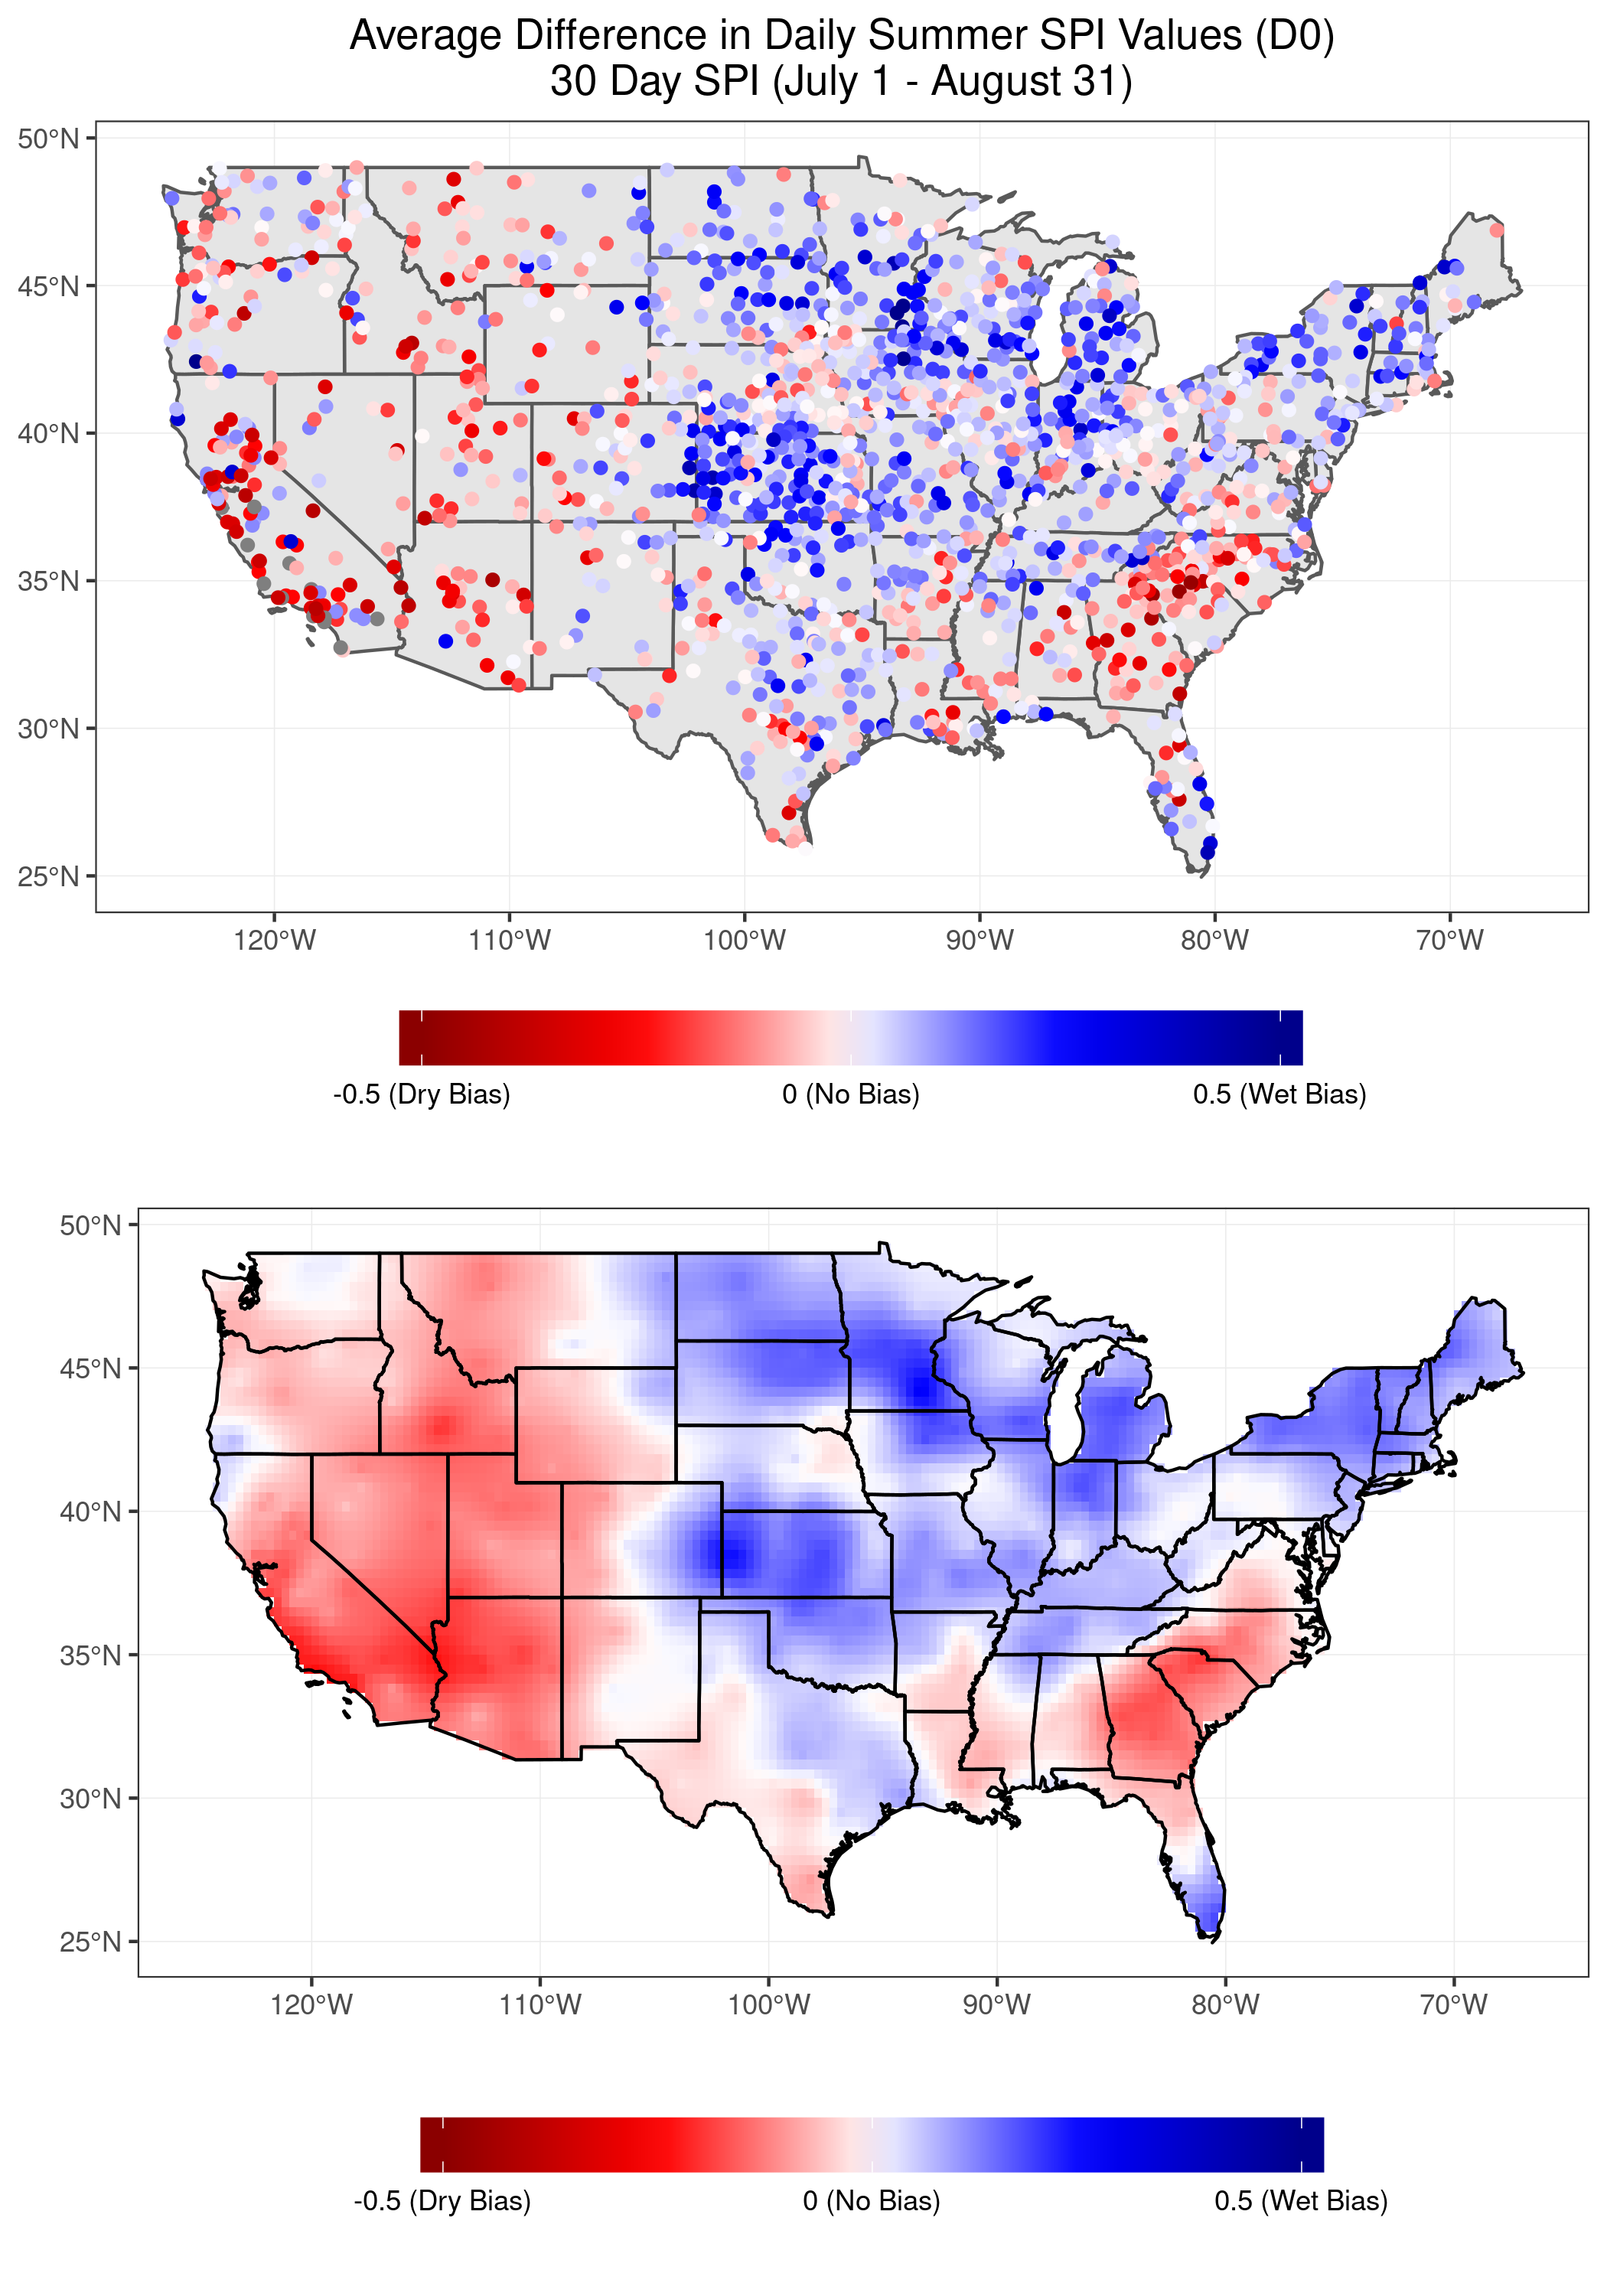 Average Difference in Daily Summer SPI Values (D0)
30 Day SPI (July 1 - August 31)
50°N
45°N
40°N
35°N
30°N
25°N
120°W 110°W 100°W 90°W 80°W 70°W
-0.5 (Dry Bias) 0 (No Bias) 0.5 (Wet Bias)
50°N
45°N
40°N
35°N
30°N
25°N
120°W 110°W 100°W 90°W 80°W 70°W
-0.5 (Dry Bias) 0 (No Bias) 0.5 (Wet Bias)